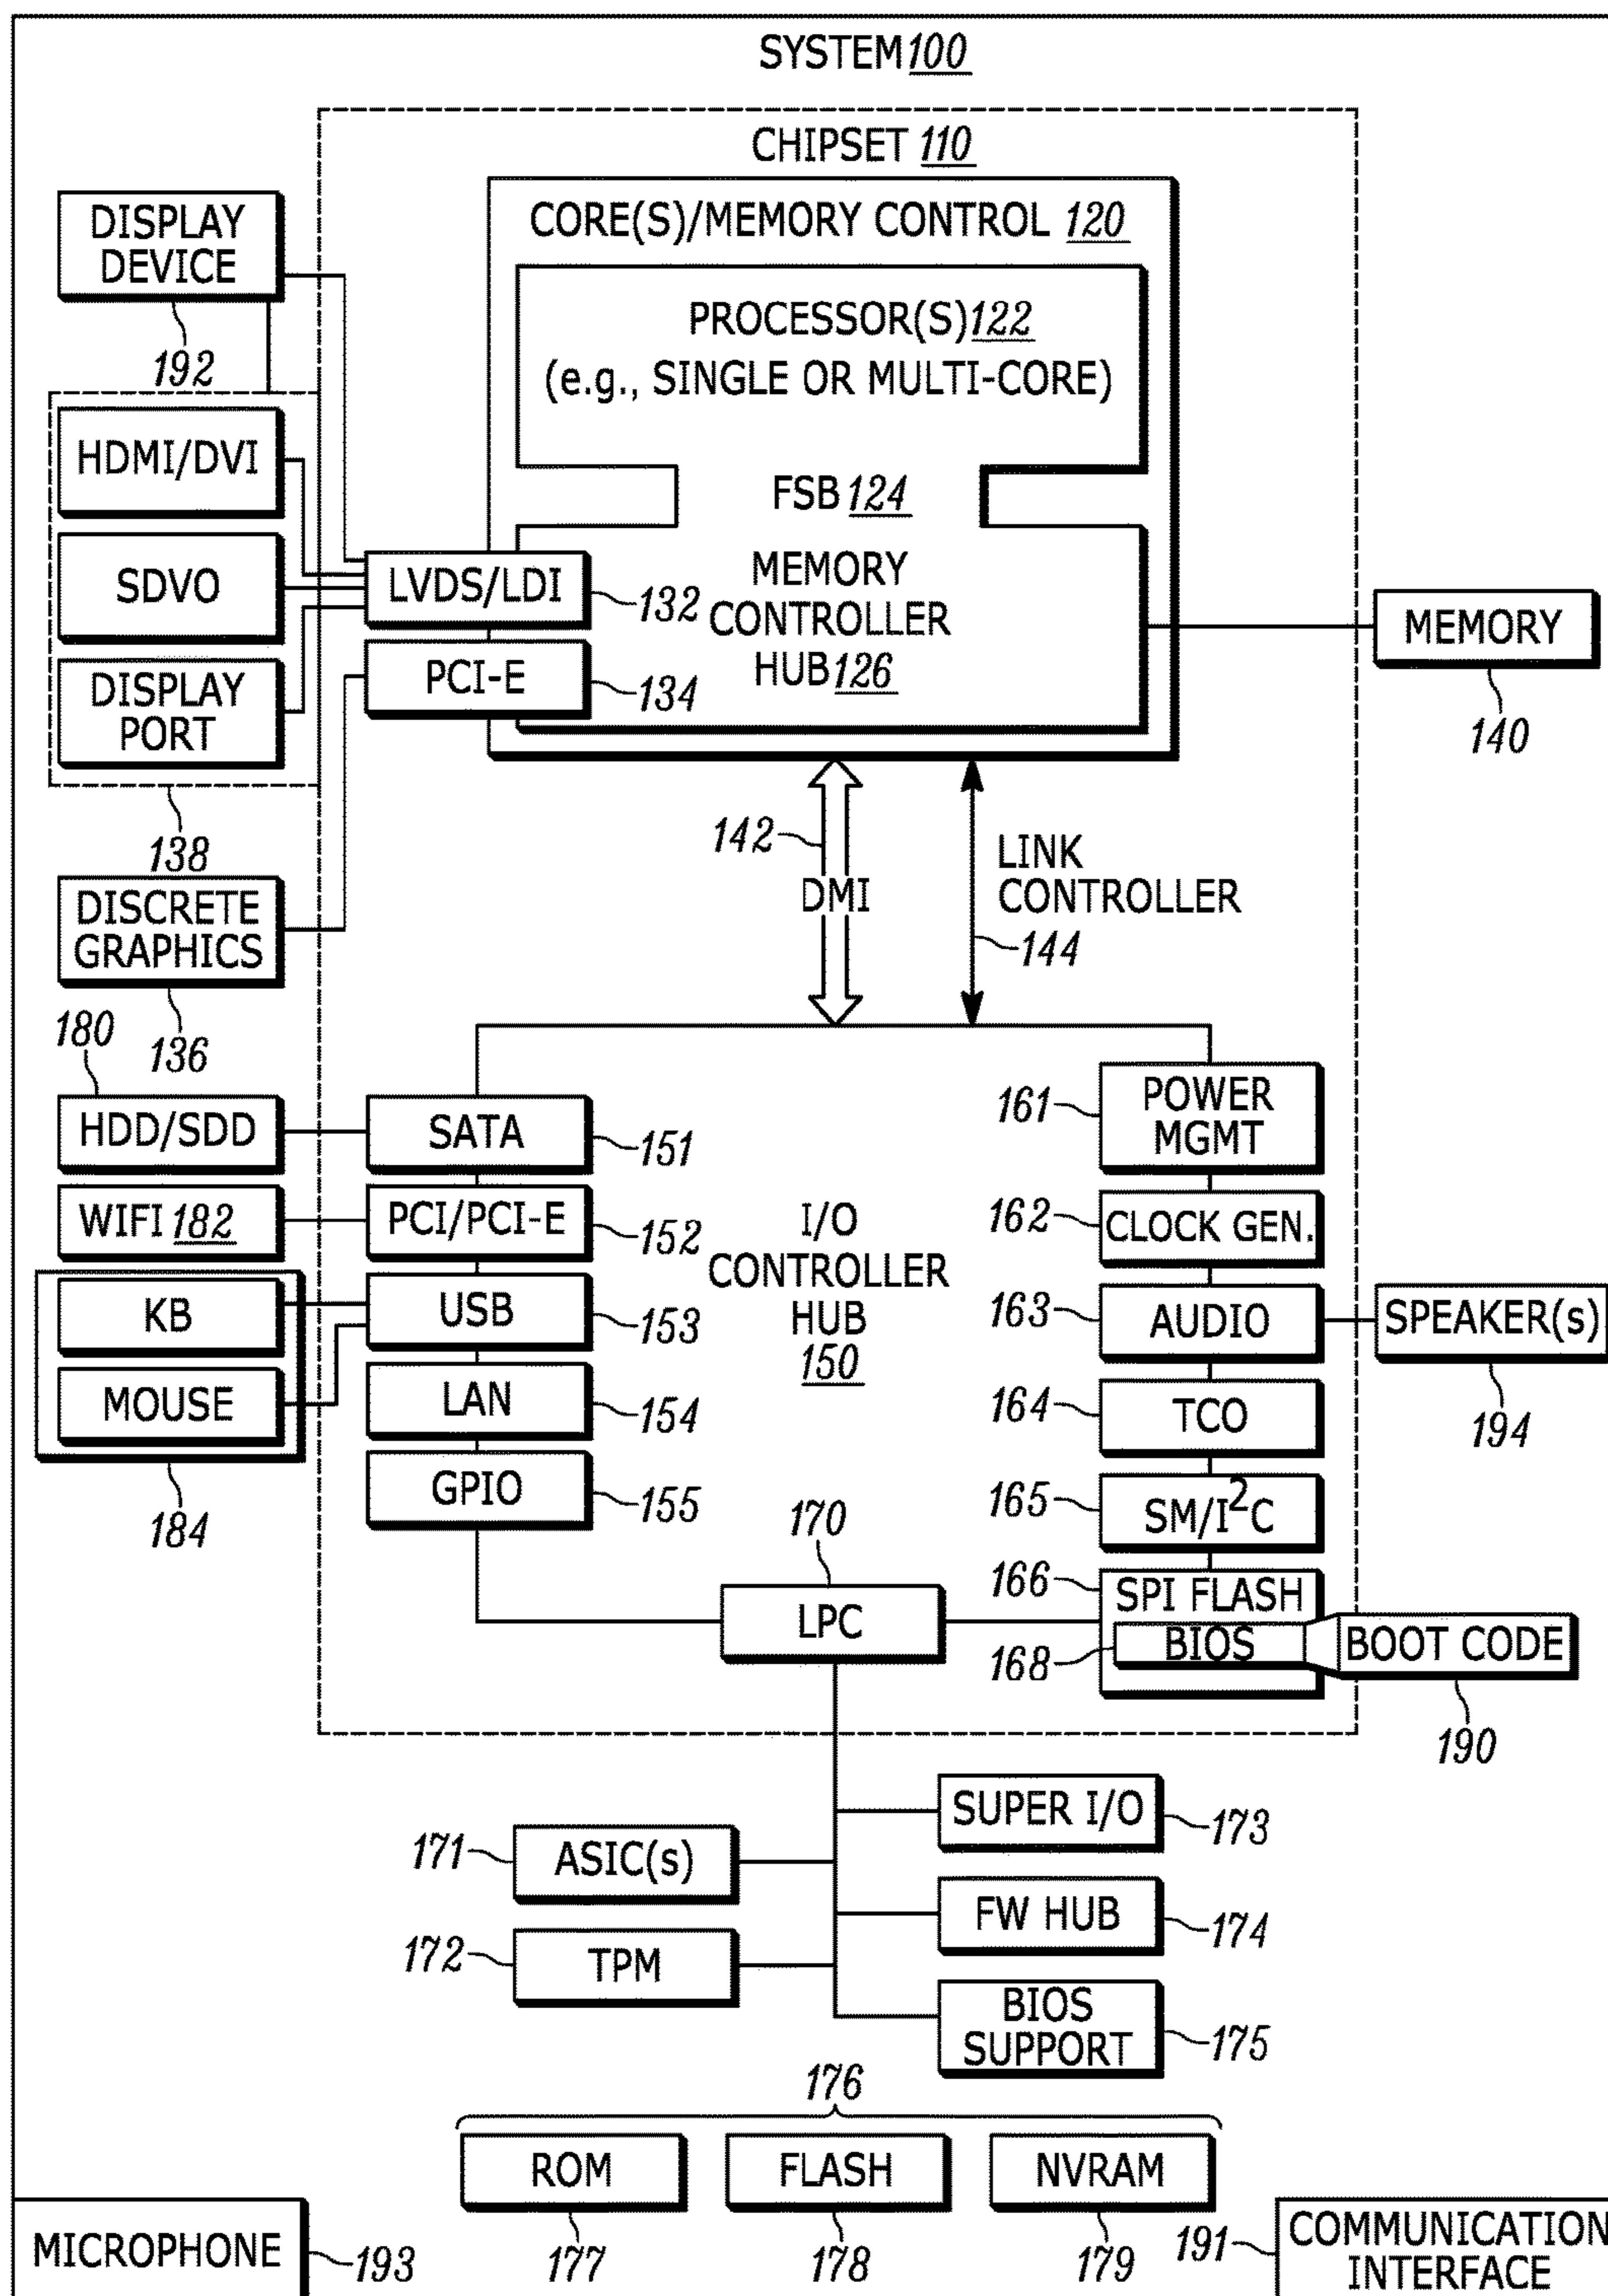 SYSTEM 100
CHIPSET 110
CORE(S)/MEMORY CONTROL 120
PROCESSOR(S) 122
(e.g., SINGLE OR MULTI-CORE)
FSB 124
MEMORY
CONTROLLER
HUB 126
DISPLAY
DEVICE
192
HDMI/DVI
SDVO
DISPLAY
PORT
138
LVDS/LDI
132
PCI-E
134
MEMORY
140
DISCRETE
GRAPHICS
136
142
DMI
LINK
CONTROLLER
144
180
HDD/SDD
WIFI 182
KB
MOUSE
184
SATA
151
PCI/PCI-E
152
USB
153
LAN
154
GPIO
155
I/O
CONTROLLER
HUB
150
161
POWER
MGMT
162
CLOCK GEN.
163
AUDIO
SPEAKER(s)
194
164
TCO
165
SM/I²C
166
SPI FLASH
168
BIOS
BOOT CODE
190
170
LPC
171
ASIC(s)
172
TPM
SUPER I/O
173
FW HUB
174
BIOS
SUPPORT
175
176
ROM
177
FLASH
178
NVRAM
179
MICROPHONE
193
191
COMMUNICATION
INTERFACE